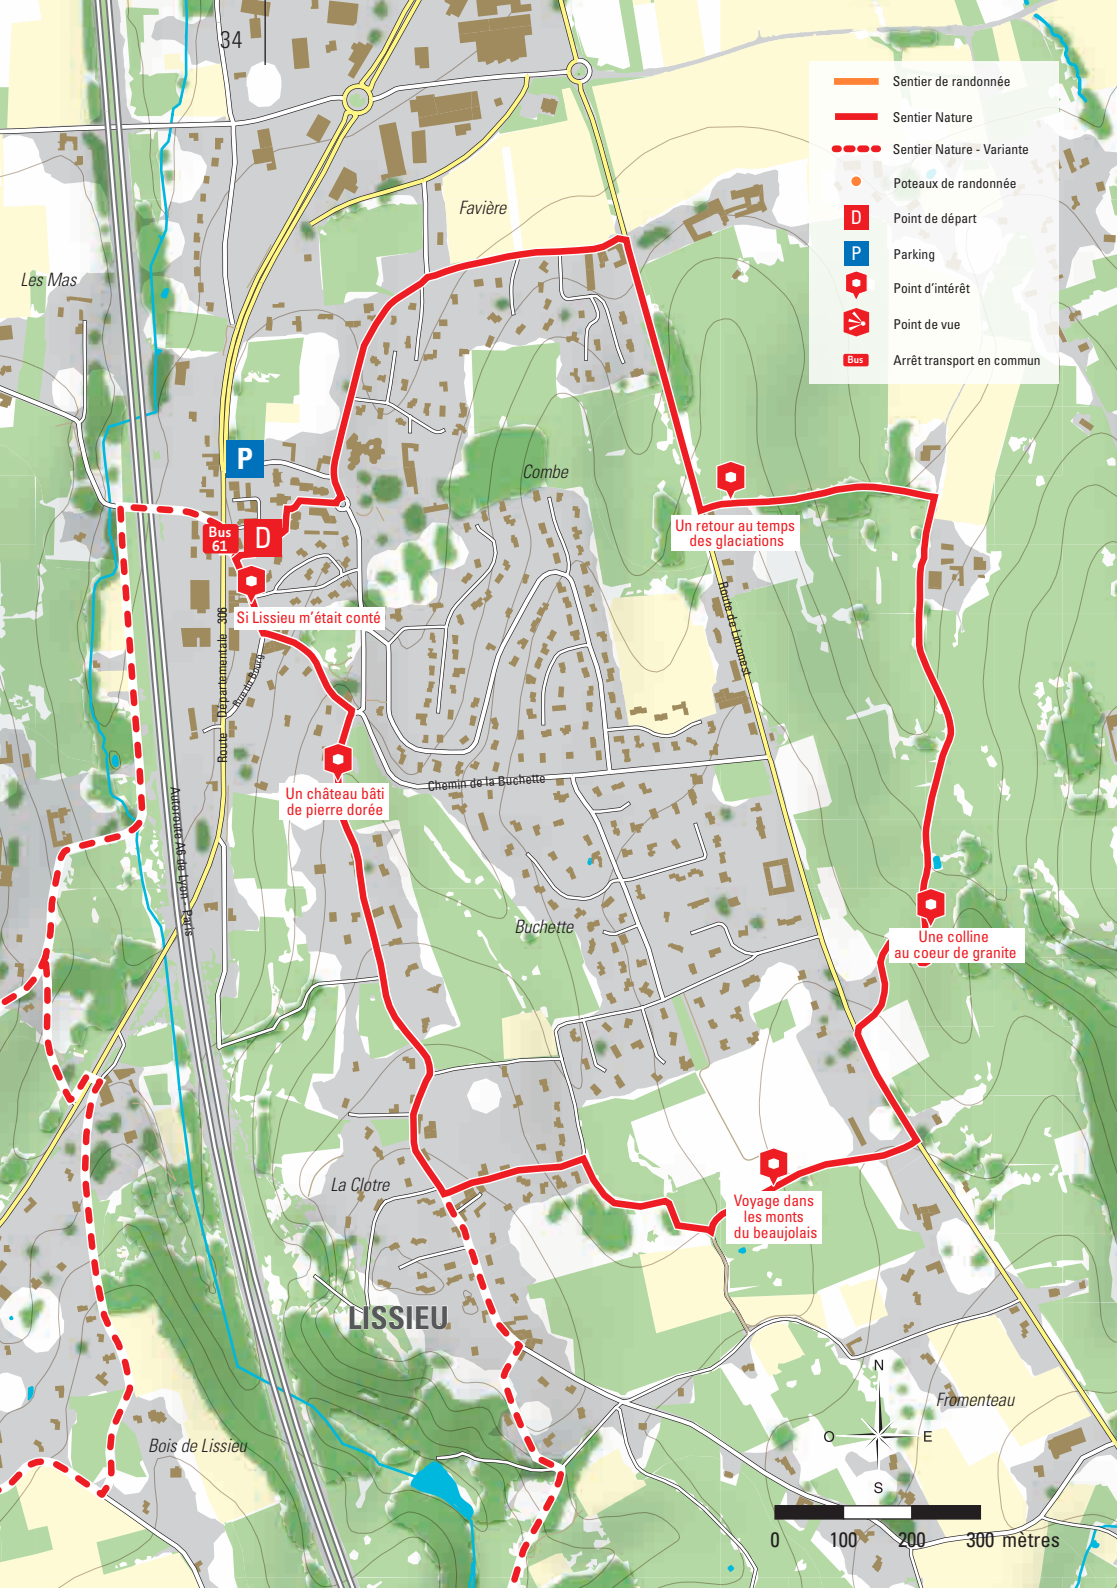 34
Sentier de randonnée
Sentier Nature
Sentier Nature - Variante
Poteaux de randonnée
D
Point de départ
P
Parking
Point d'intérêt
Point de vue
Bus
Arrêt transport en commun
Favière
Les Mas
P
Combe
Bus
61
D
Un retour au temps
des glaciations
Si Lissieu m'était conté
Route Départementale 306
Rue du Bourg
Route de Limonest
Chemin de la Buchette
Un château bâti
de pierre dorée
Autoroute A6 de Lyon - Paris
Buchette
Une colline
au coeur de granite
La Clotre
Voyage dans
les monts
du beaujolais
LISSIEU
Fromenteau
Bois de Lissieu
N
O
E
S
0
100
200
300 mètres